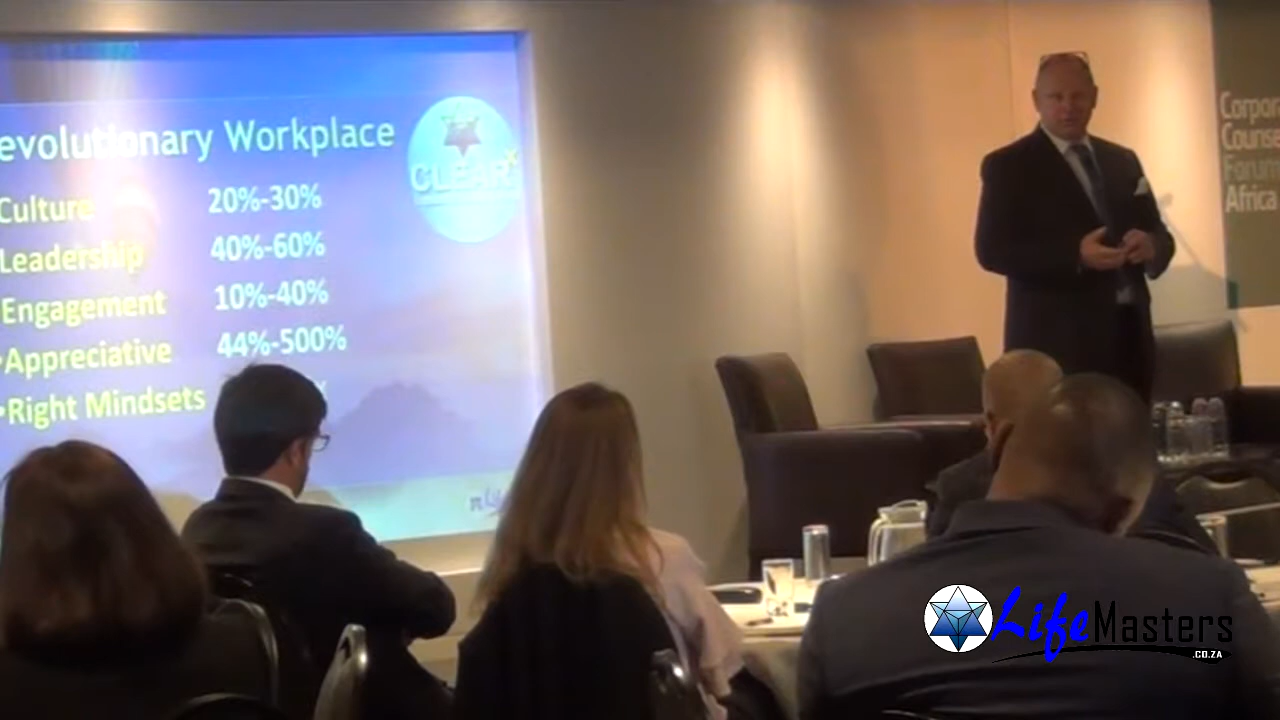 evolutionary Workplace
CLEAR
Culture 20%-30%
Leadership 40%-60%
Engagement 10%-40%
•Appreciative 44%-500%
•Right Mindsets
Corpor
Counse
Forum
Africa
LifeMasters
.CO.ZA